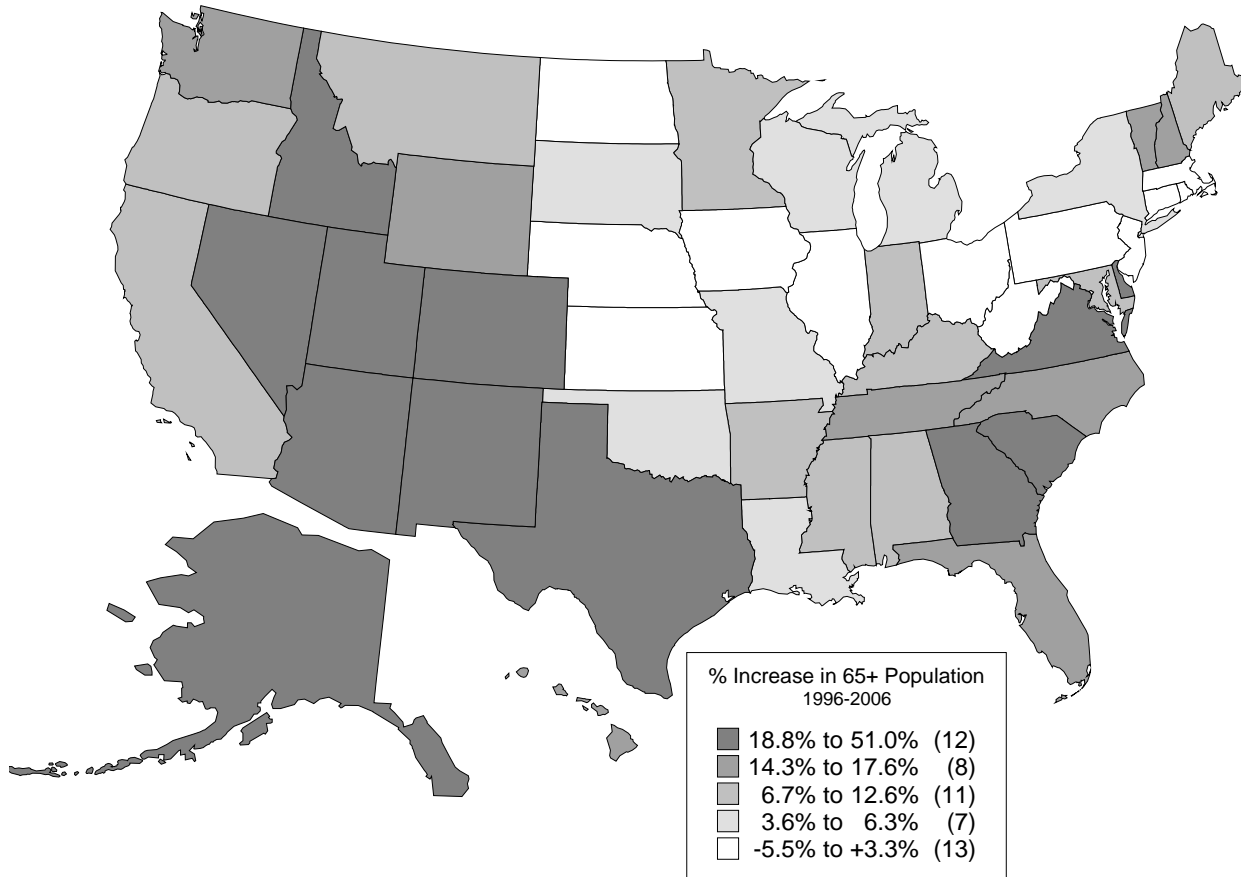 % Increase in 65+ Population
1996-2006
18.8% to 51.0% (12)
14.3% to 17.6% (8)
6.7% to 12.6% (11)
3.6% to 6.3% (7)
-5.5% to +3.3% (13)